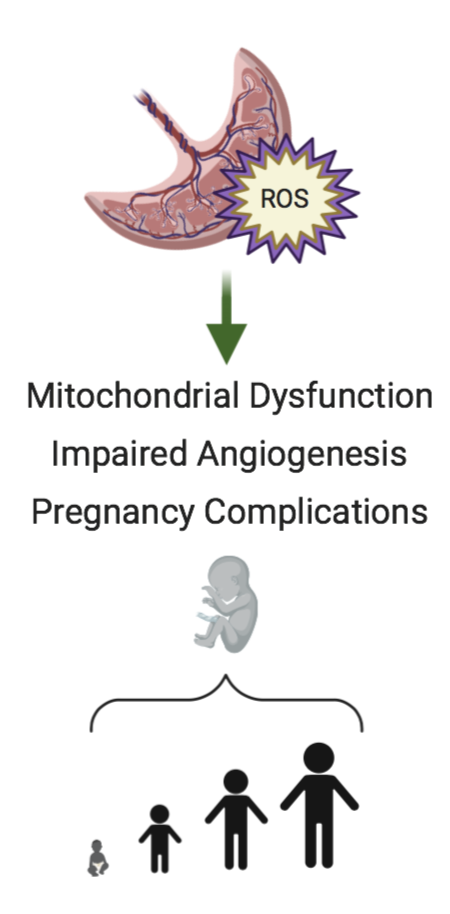 ROS
Mitochondrial Dysfunction
Impaired Angiogenesis
Pregnancy Complications